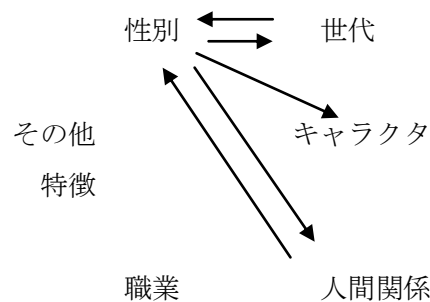 性別 世代
その他 キャラクタ
特徴
職業 人間関係